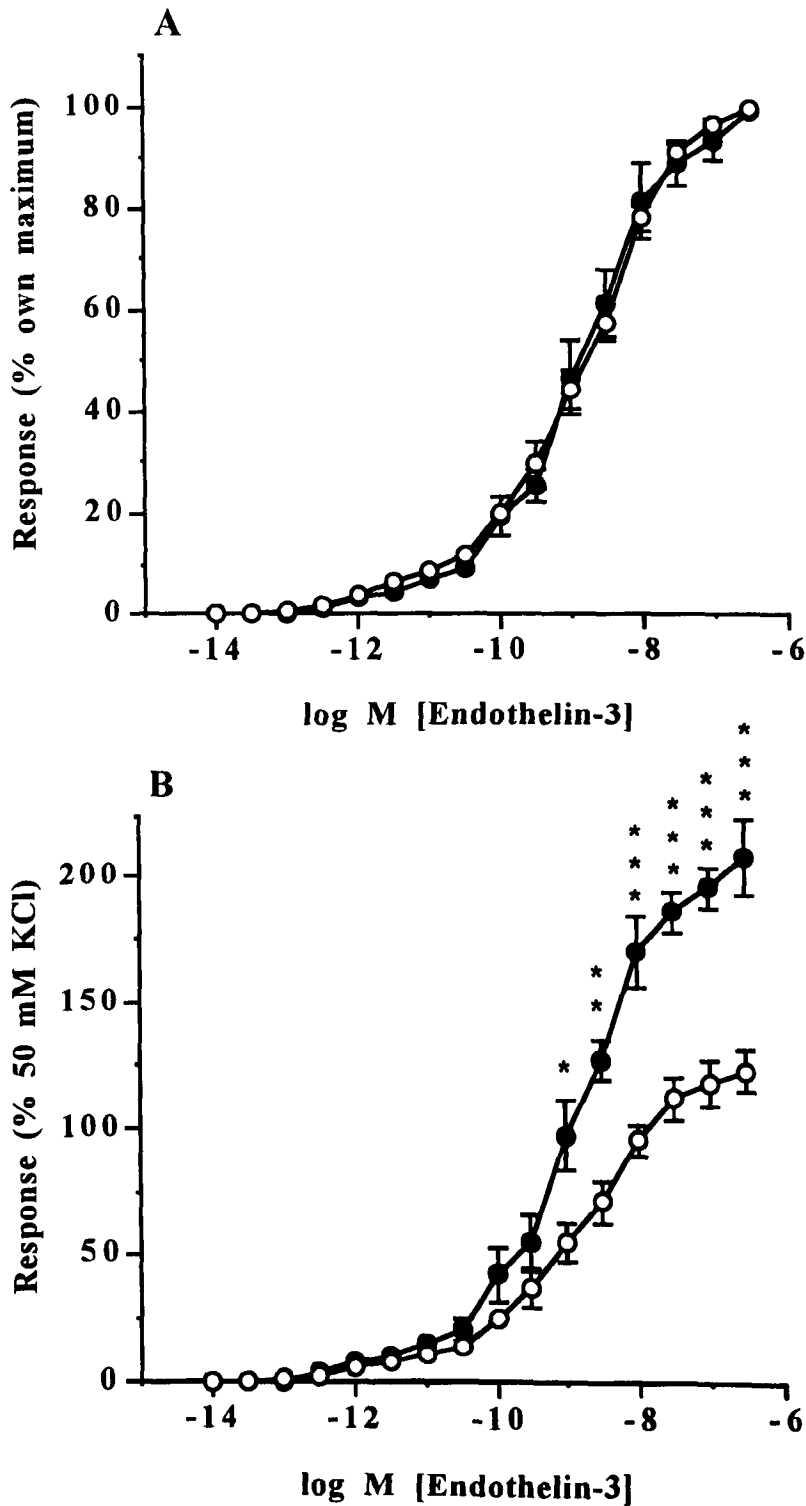 A
Response (% own maximum)
100
80
60
40
20
0
-14 -12 -10 -8 -6
log M [Endothelin-3]
B
Response (% 50 mM KCl)
200
150
100
50
0
* ** *** *** *** ***
-14 -12 -10 -8 -6
log M [Endothelin-3]